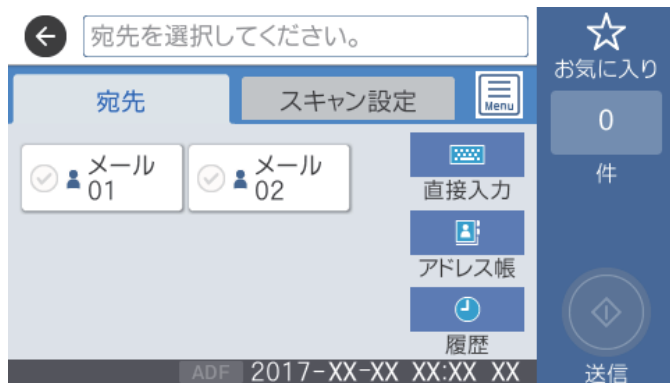 宛先を選択してください。
お気に入り
宛先
スキャン設定
Menu
0
件
メール
01
メール
02
直接入力
アドレス帳
履歴
ADF 2017-XX-XX XX:XX XX
送信